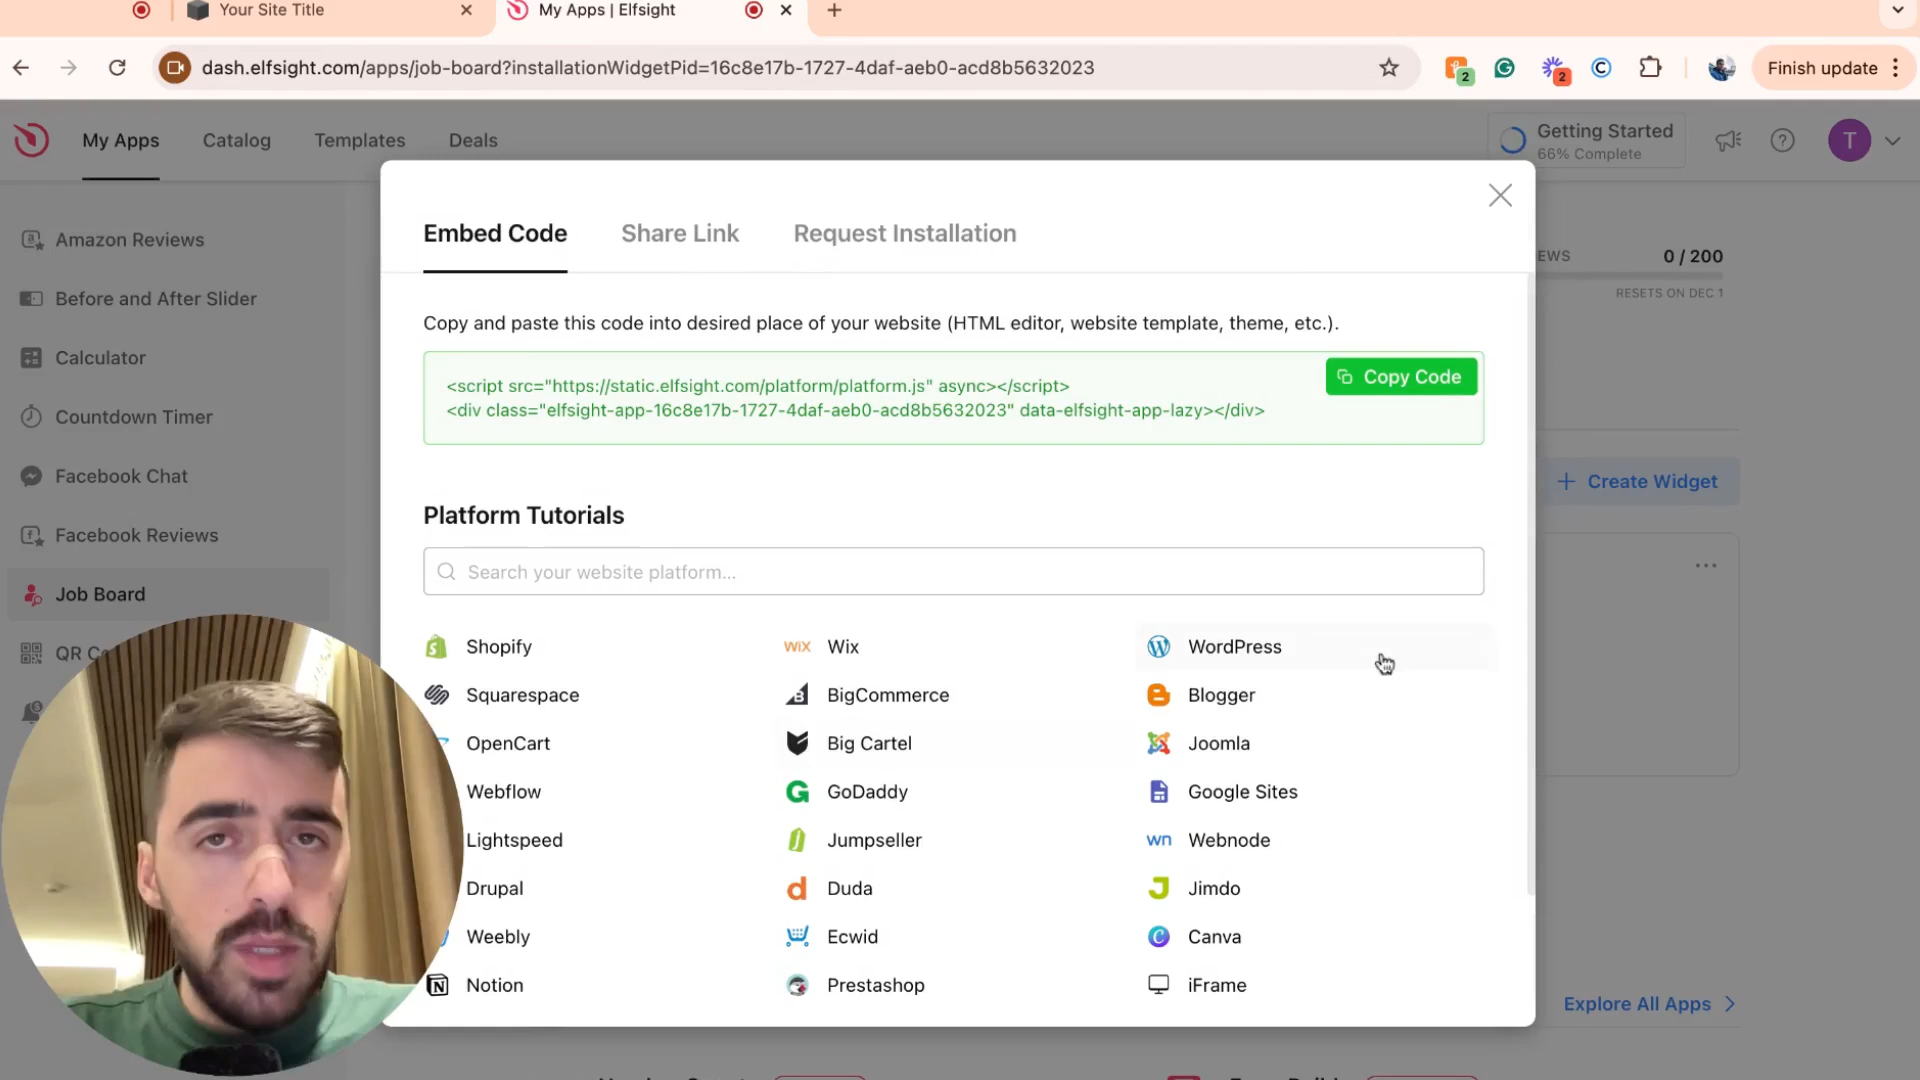 Your Site Title
My Apps | Elfsight
dash.elfsight.com/apps/job-board?installationWidgetPid=16c8e17b-1727-4daf-aeb0-acd8b5632023
2
2
Finish update
My Apps
Catalog
Templates
Deals
Getting Started
66% Complete
T
Amazon Reviews
Before and After Slider
Calculator
Countdown Timer
Facebook Chat
Facebook Reviews
Job Board
Embed Code
Share Link
Request Installation
0 / 200
RESETS ON DEC 1
Copy and paste this code into desired place of your website (HTML editor, website template, theme, etc.).
<script src="https://static.elfsight.com/platform/platform.js" async></script>
<div class="elfsight-app-16c8e17b-1727-4daf-aeb0-acd8b5632023" data-elfsight-app-lazy></div>
Copy Code
Create Widget
Platform Tutorials
Search your website platform...
Shopify
WIX Wix
WordPress
Squarespace
BigCommerce
Blogger
OpenCart
Big Cartel
Joomla
Webflow
GoDaddy
Google Sites
Lightspeed
Jumpseller
wn Webnode
Drupal
Duda
Jimdo
Weebly
Ecwid
Canva
Notion
Prestashop
iFrame
Explore All Apps